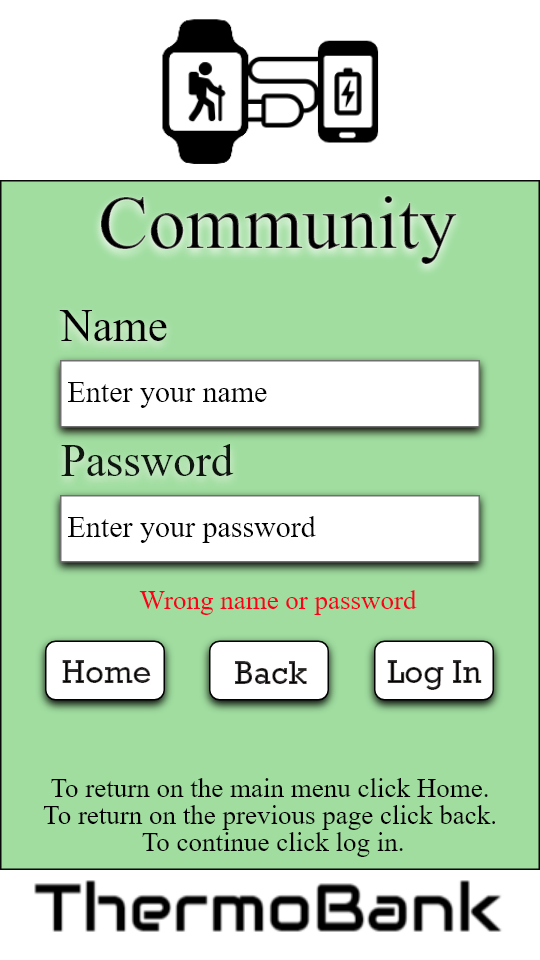 Community
Name
Enter your name
Password
Enter your password
Wrong name or password
Home Back Log In
To return on the main menu click Home.
To return on the previous page click back.
To continue click log in.
ThermoBank